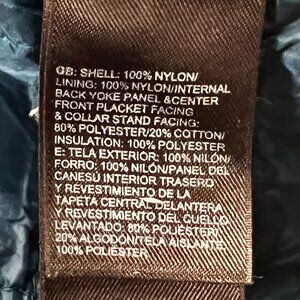 GB: SHELL: 100% NYLON/
LINING: 100% NYLON/INTERNAL
BACK YOKE PANEL &CENTER
FRONT PLACKET FACING
& COLLAR STAND FACING:
80% POLYESTER/20% COTTON/
INSULATION: 100% POLYESTER
E: TELA EXTERIOR: 100% NILÓN/
FORRO: 100% NILÓN/PANEL DEL
CANESÚ INTERIOR TRASERO
Y REVESTIMIENTO DE LA
TAPETA CENTRAL DELANTERA
Y REVESTIMIENTO DEL CUELLO
LEVANTADO: 80% POLIÉSTER/
20% ALGODÓN/TELA AISLANTE:
100% POLIÉSTER